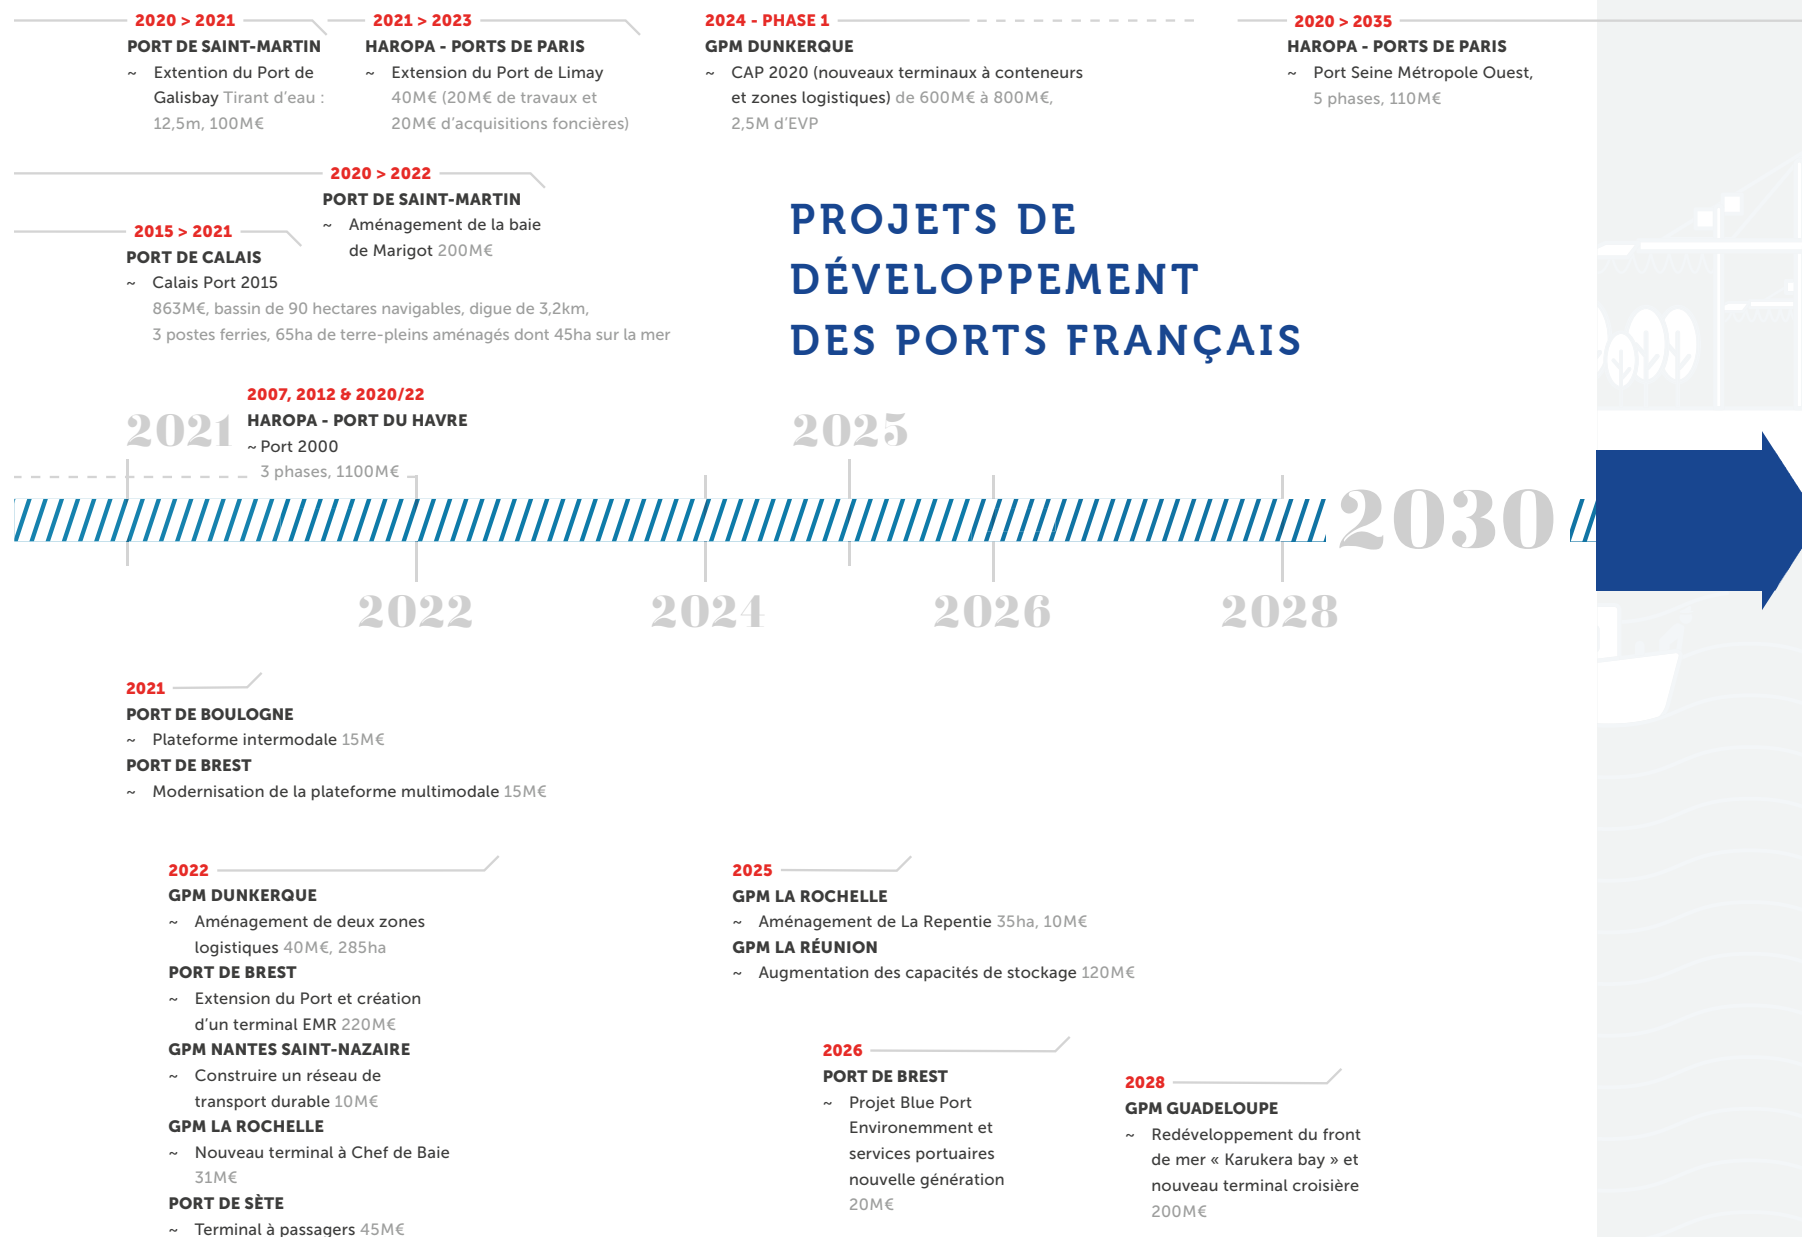 2020 > 2021
PORT DE SAINT-MARTIN
~ Extention du Port de
Galisbay Tirant d'eau :
12,5m, 100M€
2021 > 2023
HAROPA - PORTS DE PARIS
~ Extension du Port de Limay
40M€ (20M€ de travaux et
20M€ d'acquisitions foncières)
2024 - PHASE 1
GPM DUNKERQUE
~ CAP 2020 (nouveaux terminaux à conteneurs
et zones logistiques) de 600M€ à 800M€,
2,5M d'EVP
2020 > 2035
HAROPA - PORTS DE PARIS
~ Port Seine Métropole Ouest,
5 phases, 110M€
2020 > 2022
PORT DE SAINT-MARTIN
~ Aménagement de la baie
de Marigot 200M€
2015 > 2021
PORT DE CALAIS
~ Calais Port 2015
863M€, bassin de 90 hectares navigables, digue de 3,2km,
3 postes ferries, 65ha de terre-pleins aménagés dont 45ha sur la mer
PROJETS DE
DÉVELOPPEMENT
DES PORTS FRANÇAIS
2007, 2012 & 2020/22
HAROPA - PORT DU HAVRE
~ Port 2000
3 phases, 1100M€
2021
2025
2030
2022
2024
2026
2028
2021
PORT DE BOULOGNE
~ Plateforme intermodale 15M€
PORT DE BREST
~ Modernisation de la plateforme multimodale 15M€
2022
GPM DUNKERQUE
~ Aménagement de deux zones
logistiques 40M€, 285ha
PORT DE BREST
~ Extension du Port et création
d'un terminal EMR 220M€
GPM NANTES SAINT-NAZAIRE
~ Construire un réseau de
transport durable 10M€
GPM LA ROCHELLE
~ Nouveau terminal à Chef de Baie
31M€
PORT DE SÈTE
~ Terminal à passagers 45M€
2025
GPM LA ROCHELLE
~ Aménagement de La Repentie 35ha, 10M€
GPM LA RÉUNION
~ Augmentation des capacités de stockage 120M€
2026
PORT DE BREST
~ Projet Blue Port
Environemment et
services portuaires
nouvelle génération
20M€
2028
GPM GUADELOUPE
~ Redéveloppement du front
de mer « Karukera bay » et
nouveau terminal croisière
200M€